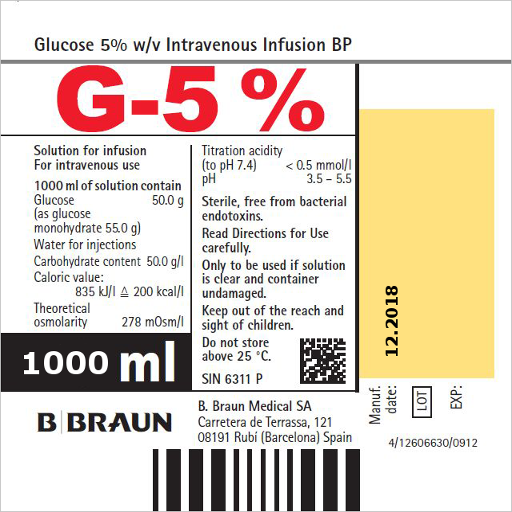 Glucose 5% w/v Intravenous Infusion BP
G-5 %
Solution for infusion
For intravenous use
1000 ml of solution contain
Glucose 50.0 g
(as glucose
monohydrate 55.0 g)
Water for injections
Carbohydrate content 50.0 g/l
Caloric value:
835 kJ/l ≙ 200 kcal/l
Theoretical
osmolarity 278 mOsm/l
1000 ml
Titration acidity
(to pH 7.4) < 0.5 mmol/l
pH 3.5 – 5.5
Sterile, free from bacterial
endotoxins.
Read Directions for Use
carefully.
Only to be used if solution
is clear and container
undamaged.
Keep out of the reach and
sight of children.
Do not store
above 25 °C.
SIN 6311 P
12.2018
Manuf.
date:
LOT
EXP:
B BRAUN
B. Braun Medical SA
Carretera de Terrassa, 121
08191 Rubí (Barcelona) Spain
4/12606630/0912